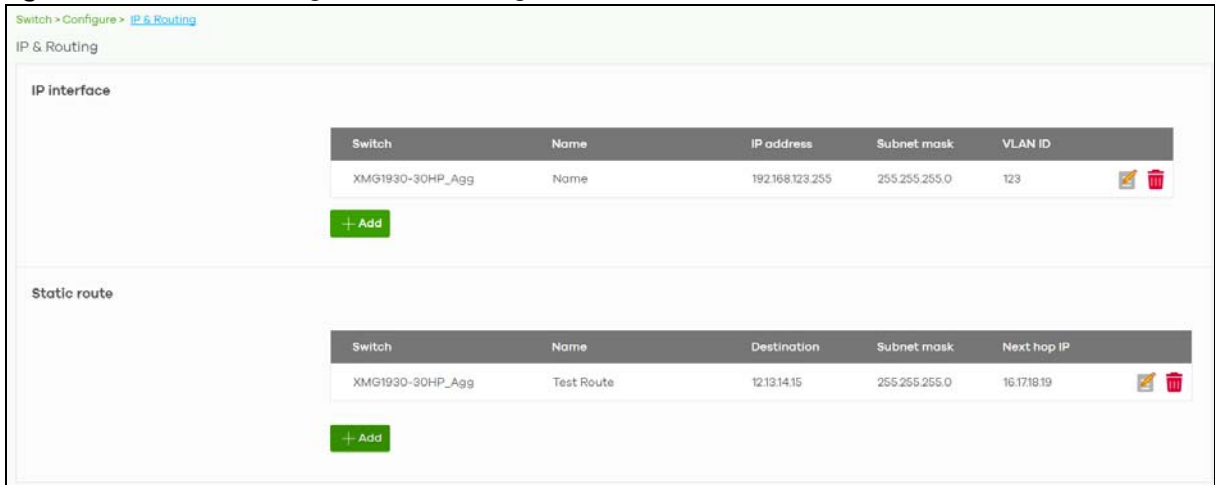 Switch > Configure > IP & Routing
IP & Routing
IP interface
Switch Name IP address Subnet mask VLAN ID
XMG1930-30HP_Agg Name 192.168.123.255 255.255.255.0 123
+ Add
Static route
Switch Name Destination Subnet mask Next hop IP
XMG1930-30HP_Agg Test Route 12.13.14.15 255.255.255.0 16.17.18.19
+ Add